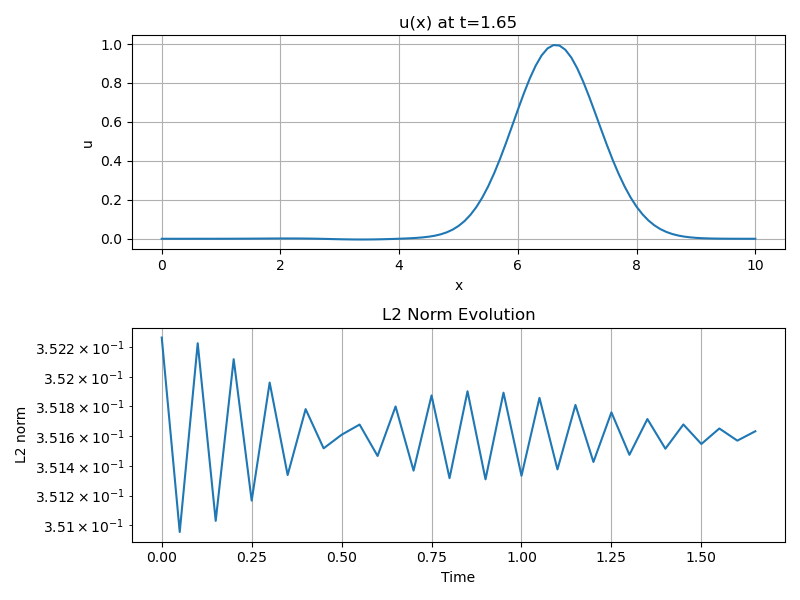 u(x) at t=1.65
1.0
0.8
0.6
0.4
0.2
0.0
u
0 2 4 6 8 10
x
L2 Norm Evolution
3.522 × 10⁻¹
3.52 × 10⁻¹
3.518 × 10⁻¹
3.516 × 10⁻¹
3.514 × 10⁻¹
3.512 × 10⁻¹
3.51 × 10⁻¹
L2 norm
0.00 0.25 0.50 0.75 1.00 1.25 1.50
Time